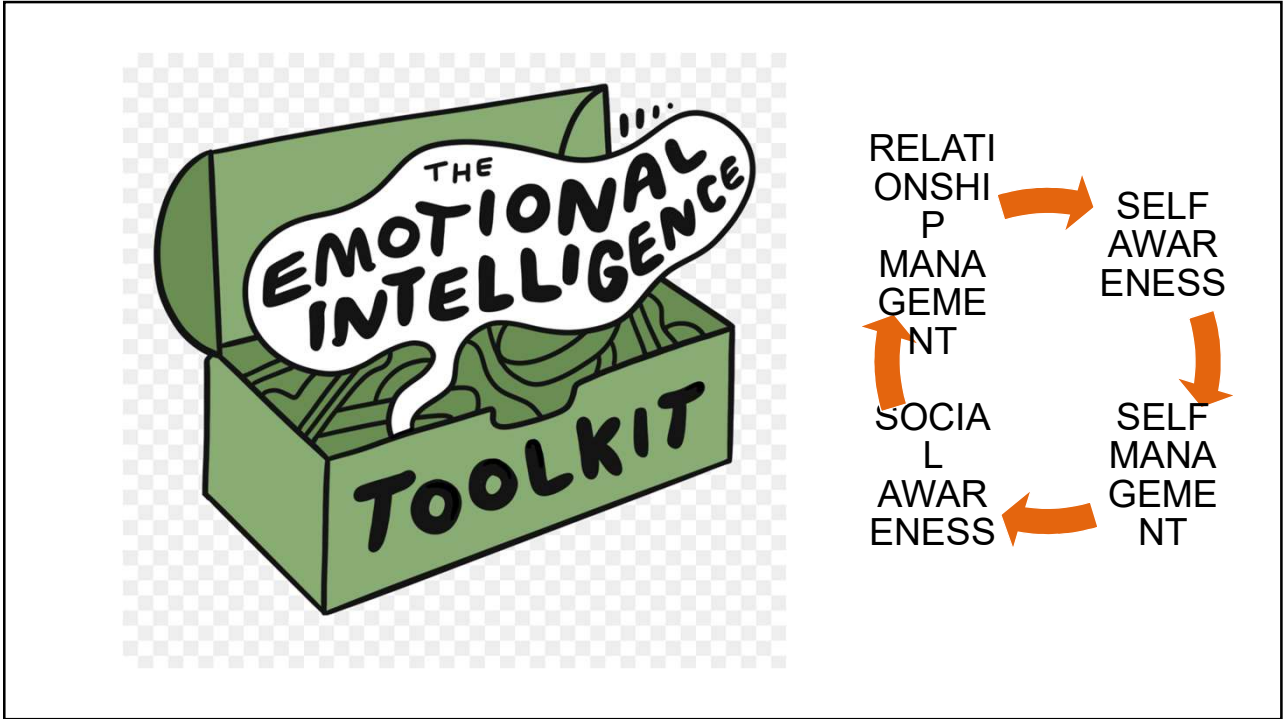 THE
EMOTIONAL
INTELLIGENCE
TOOLKIT
RELATI
ONSHI
P
MANA
GEME
NT
SELF
AWAR
ENESS
SELF
MANA
GEME
NT
SOCIA
L
AWAR
ENESS